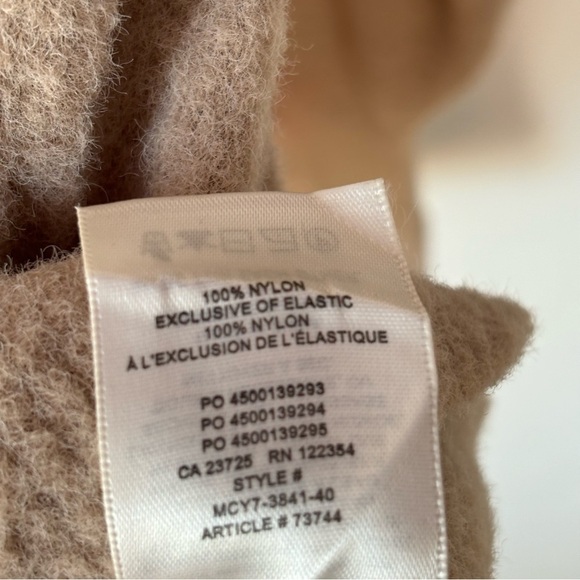 100% NYLON
EXCLUSIVE OF ELASTIC
100% NYLON
À L'EXCLUSION DE L'ÉLASTIQUE
PO 4500139293
PO 4500139294
PO 4500139295
CA 23725 RN 122354
STYLE #
MCY7-3841-40
ARTICLE # 73744